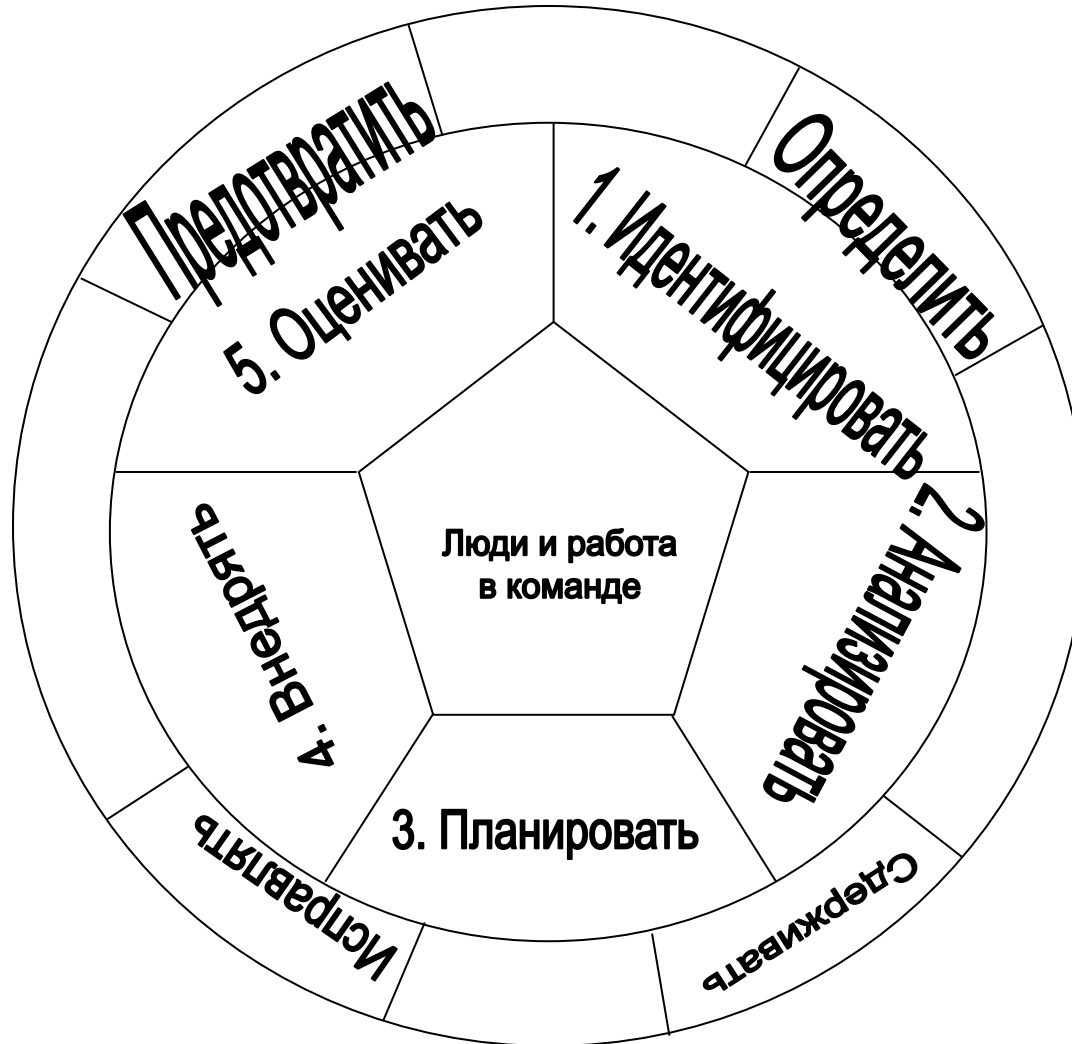 Предотвратить
Определить
1. Идентифицировать
5. Оценивать
2. Анализировать
Люди и работа
в команде
4. Внедрять
3. Планировать
Исправлять
Сдерживать